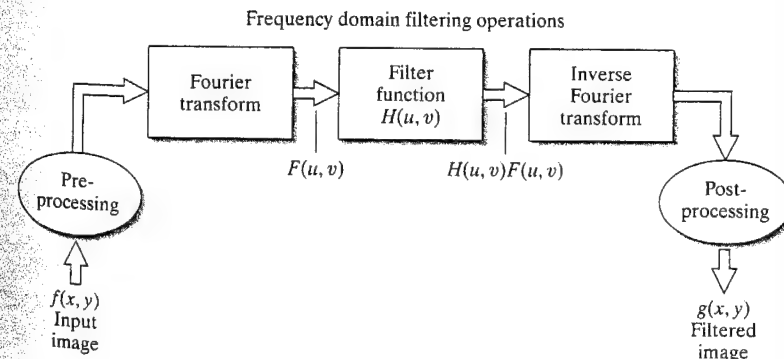 Frequency domain filtering operations
Fourier
transform
Filter
function
H(u, v)
Inverse
Fourier
transform
F(u, v)
H(u, v)F(u, v)
Pre-
processing
Post-
processing
f(x, y)
Input
image
g(x, y)
Filtered
image